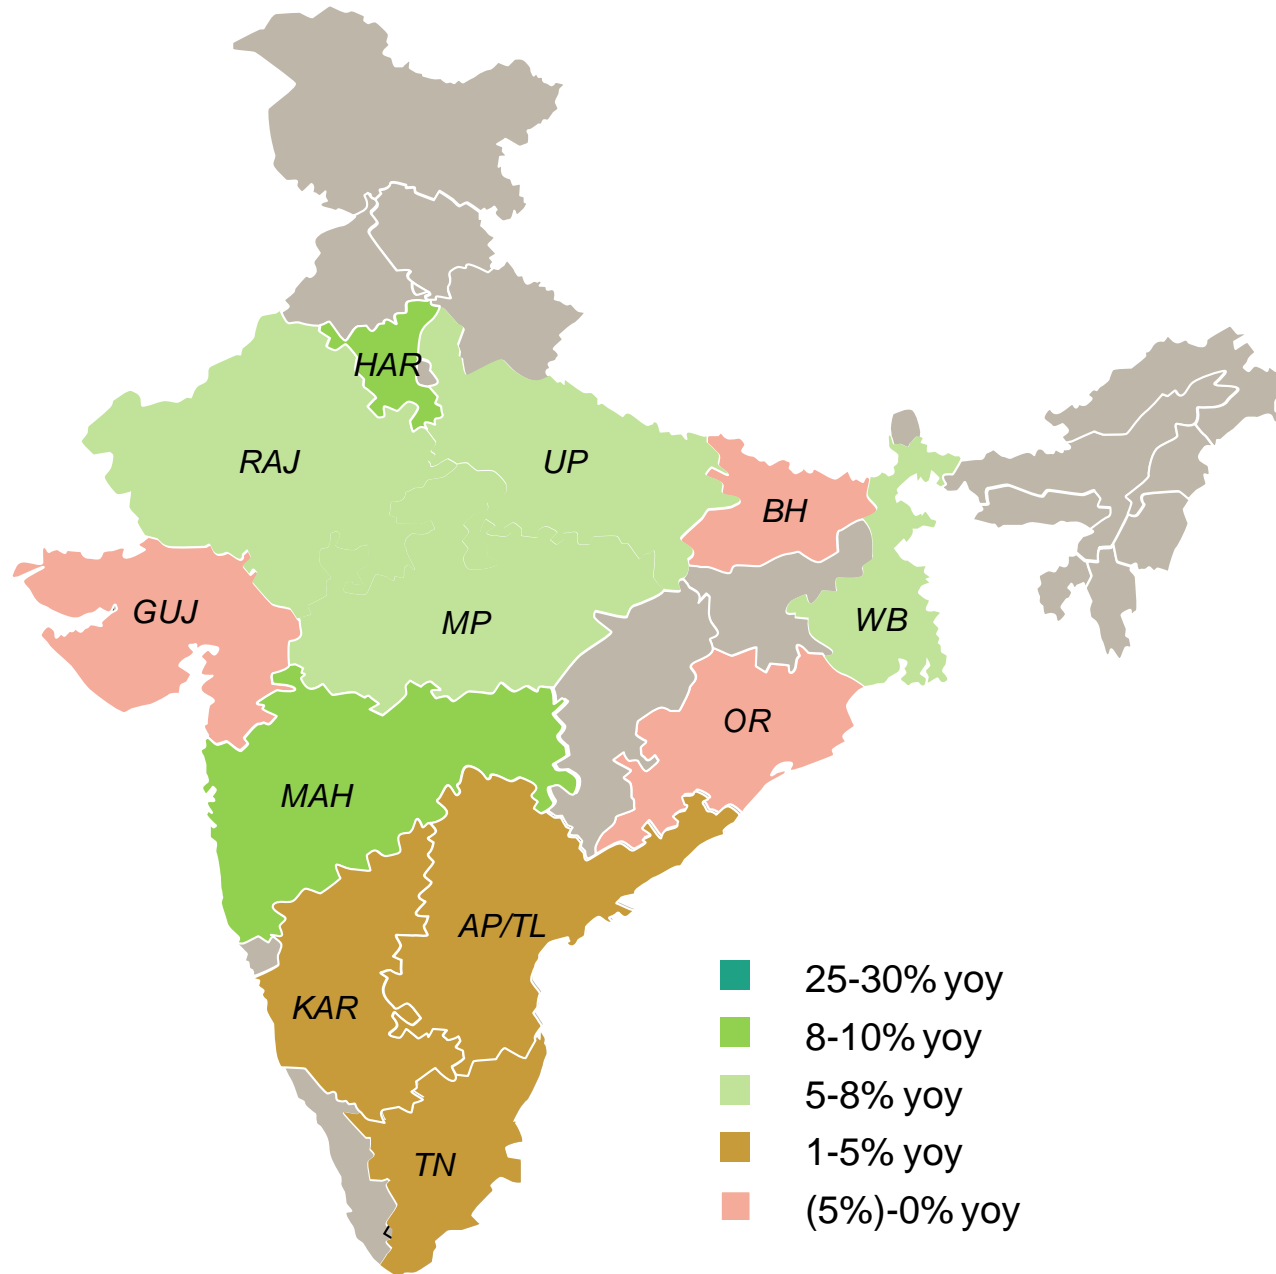 HAR
RAJ
UP
BH
GUJ
MP
WB
OR
MAH
AP/TL
KAR
TN
25-30% yoy
8-10% yoy
5-8% yoy
1-5% yoy
(5%)-0% yoy